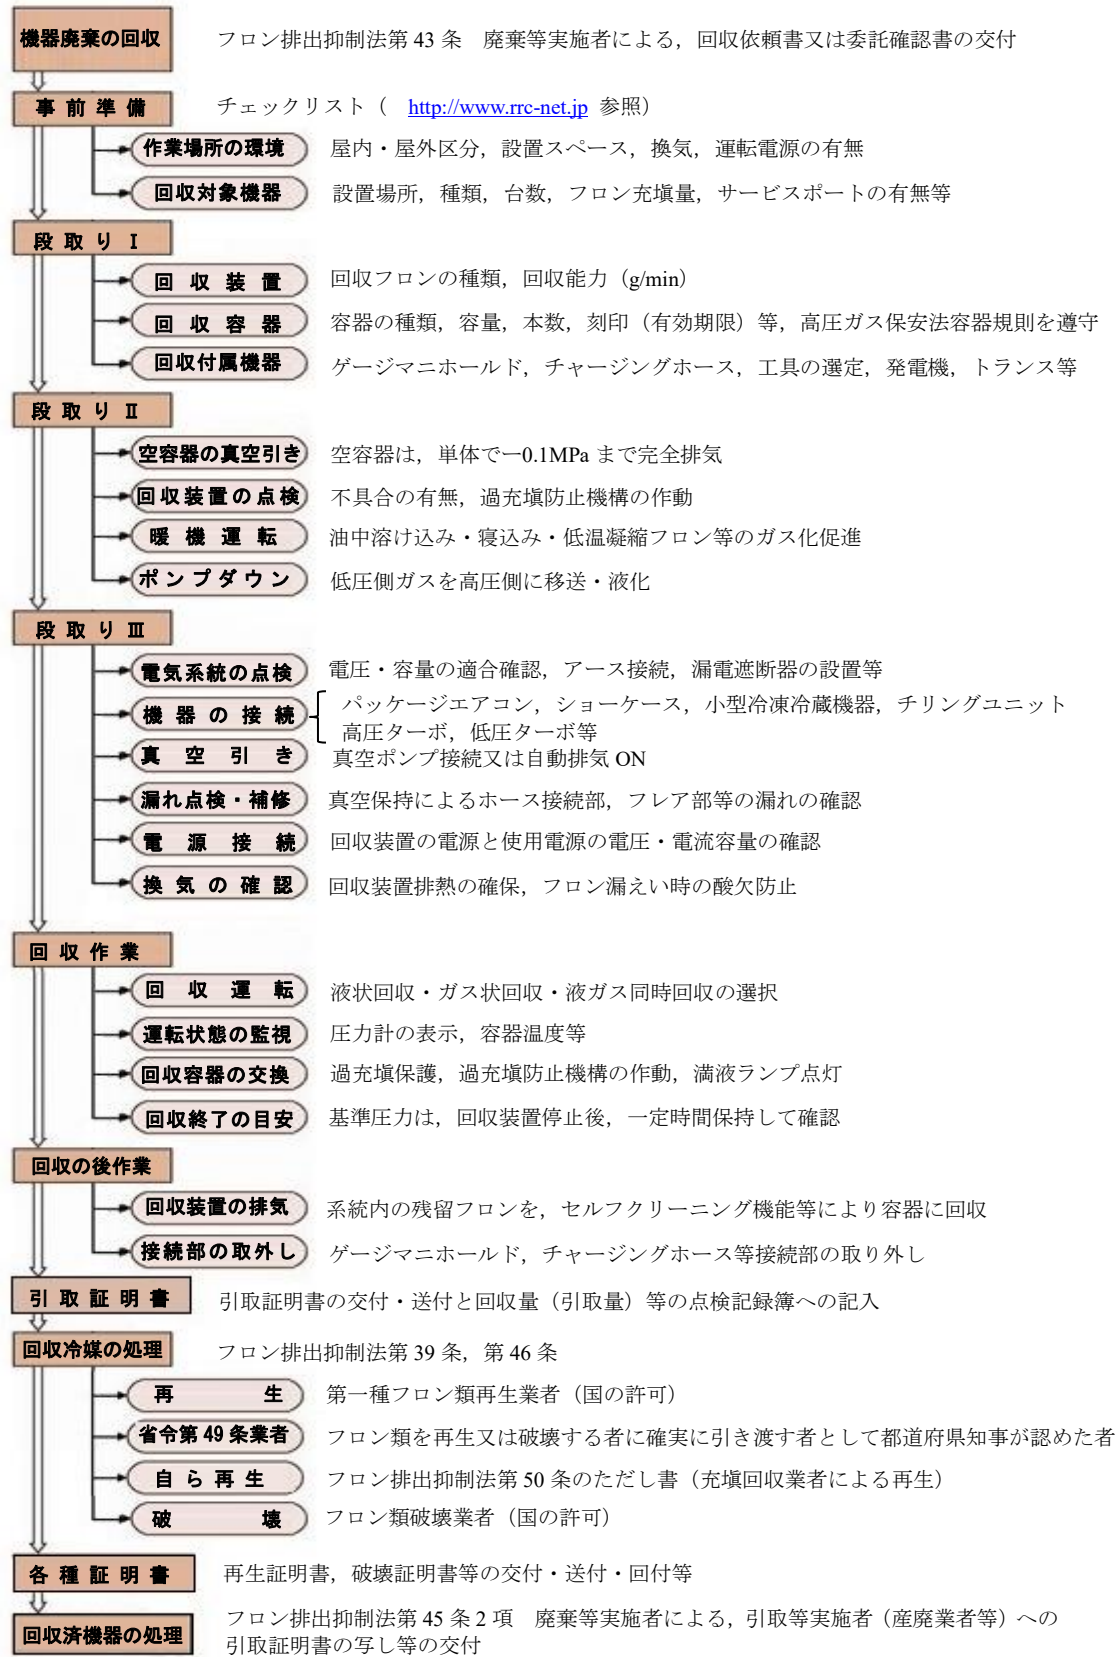 機器廃棄の回収 フロン排出抑制法第 43 条　廃棄等実施者による，回収依頼書又は委託確認書の交付
事 前 準 備 チェックリスト（　http://www.rrc-net.jp 参照）
作業場所の環境 屋内・屋外区分，設置スペース，換気，運転電源の有無
回収対象機器 設置場所，種類，台数，フロン充塡量，サービスポートの有無等
段 取 り Ⅰ
回 収 装 置 回収フロンの種類，回収能力（g/min）
回 収 容 器 容器の種類，容量，本数，刻印（有効期限）等，高圧ガス保安法容器規則を遵守
回収付属機器 ゲージマニホールド，チャージングホース，工具の選定，発電機，トランス等
段 取 り Ⅱ
空容器の真空引き 空容器は，単体でー0.1MPa まで完全排気
回収装置の点検 不具合の有無，過充塡防止機構の作動
暖 機 運 転 油中溶け込み・寝込み・低温凝縮フロン等のガス化促進
ポンプダウン 低圧側ガスを高圧側に移送・液化
段 取 り Ⅲ
電気系統の点検 電圧・容量の適合確認，アース接続，漏電遮断器の設置等
機 器 の 接 続 パッケージエアコン，ショーケース，小型冷凍冷蔵機器，チリングユニット
高圧ターボ，低圧ターボ等
真 空 引 き 真空ポンプ接続又は自動排気 ON
漏れ点検・補修 真空保持によるホース接続部，フレア部等の漏れの確認
電 源 接 続 回収装置の電源と使用電源の電圧・電流容量の確認
換 気 の 確 認 回収装置排熱の確保，フロン漏えい時の酸欠防止
回 収 作 業
回 収 運 転 液状回収・ガス状回収・液ガス同時回収の選択
運転状態の監視 圧力計の表示，容器温度等
回収容器の交換 過充塡保護，過充塡防止機構の作動，満液ランプ点灯
回収終了の目安 基準圧力は，回収装置停止後，一定時間保持して確認
回収の後作業
回収装置の排気 系統内の残留フロンを，セルフクリーニング機能等により容器に回収
接続部の取外し ゲージマニホールド，チャージングホース等接続部の取り外し
引 取 証 明 書 引取証明書の交付・送付と回収量（引取量）等の点検記録簿への記入
回収冷媒の処理 フロン排出抑制法第 39 条，第 46 条
再 生 第一種フロン類再生業者（国の許可）
省令第 49 条業者 フロン類を再生又は破壊する者に確実に引き渡す者として都道府県知事が認めた者
自 ら 再 生 フロン排出抑制法第 50 条のただし書（充塡回収業者による再生）
破 壊 フロン類破壊業者（国の許可）
各 種 証 明 書 再生証明書，破壊証明書等の交付・送付・回付等
回収済機器の処理 フロン排出抑制法第 45 条 2 項　廃棄等実施者による，引取等実施者（産廃業者等）への
引取証明書の写し等の交付